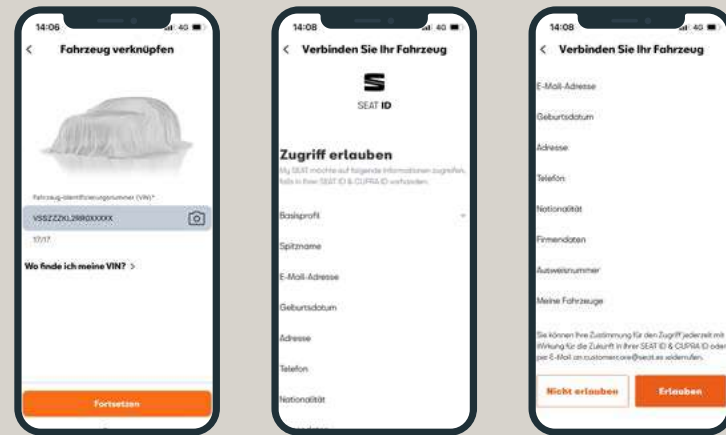 14:06
4G
Fahrzeug verknüpfen
Fahrzeug-Identifizierungsnummer (VIN)*
17/17
Wo finde ich meine VIN? >
Fortsetzen
14:08
4G
Verbinden Sie Ihr Fahrzeug
SEAT ID
Zugriff erlauben
My SEAT möchte auf folgende Informationen zugreifen,
falls in Ihrer SEAT ID & CUPRA ID vorhanden.
Basisprofil
Spitzname
E-Mail-Adresse
Geburtsdatum
Adresse
Telefon
Nationalität
14:08
4G
Verbinden Sie Ihr Fahrzeug
E-Mail-Adresse
Geburtsdatum
Adresse
Telefon
Nationalität
Firmendaten
Ausweisnummer
Meine Fahrzeuge
Sie können Ihre Zustimmung für den Zugriff jederzeit mit
Wirkung für die Zukunft in Ihrer SEAT ID & CUPRA ID oder
per E-Mail an customercare@seat.es widerrufen.
Nicht erlauben
Erlauben